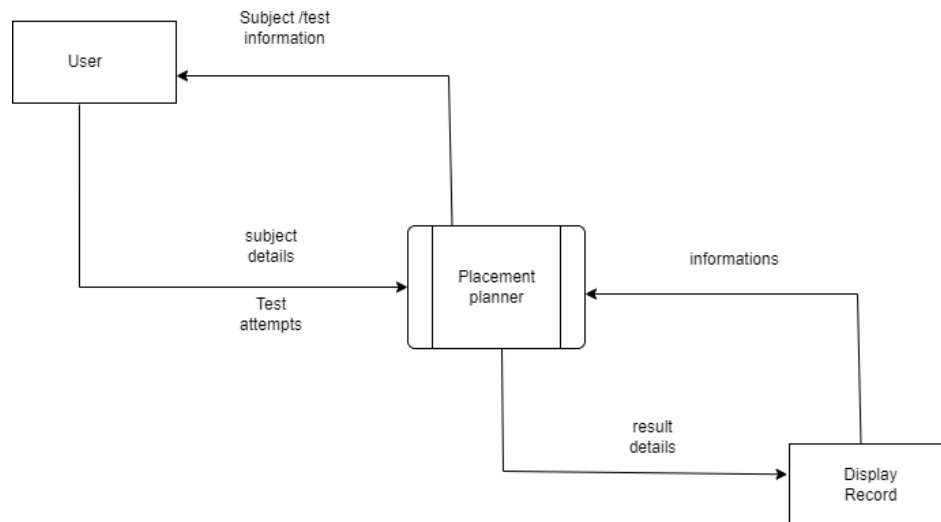 Subject /test
information
User
subject
details
Test
attempts
Placement
planner
informations
result
details
Display
Record